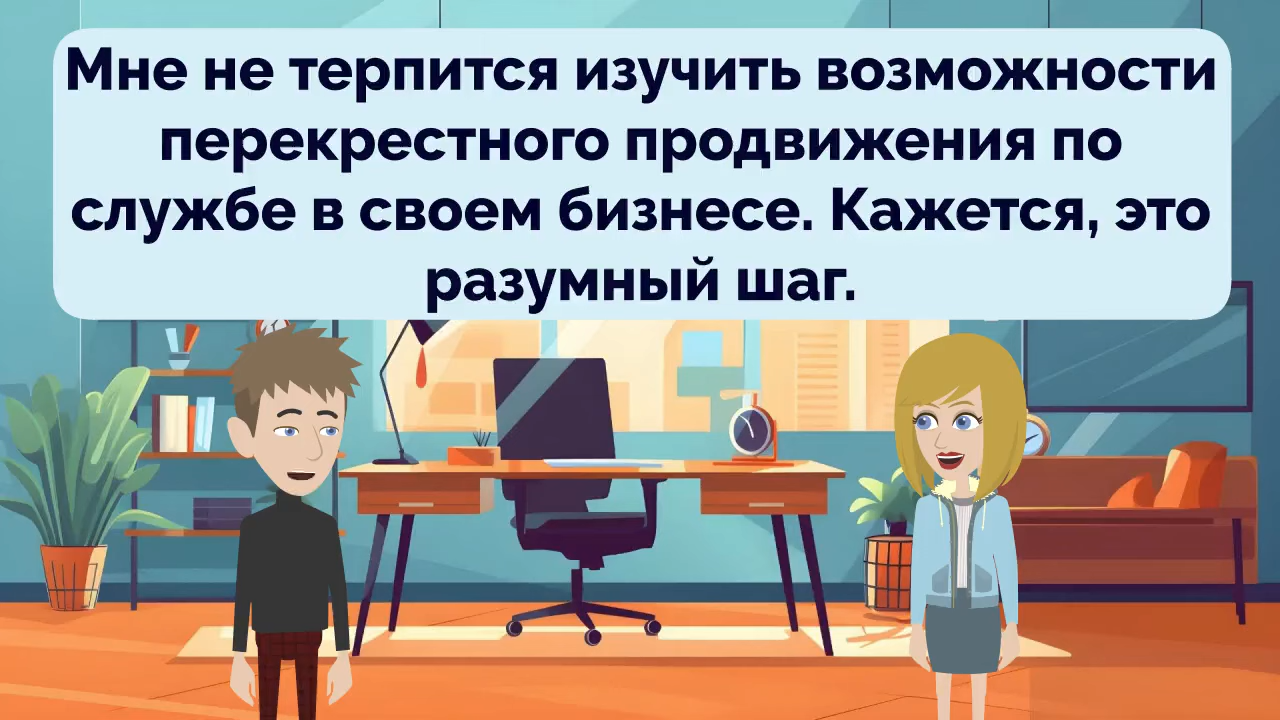 Мне не терпится изучить возможности
перекрестного продвижения по
службе в своем бизнесе. Кажется, это
разумный шаг.